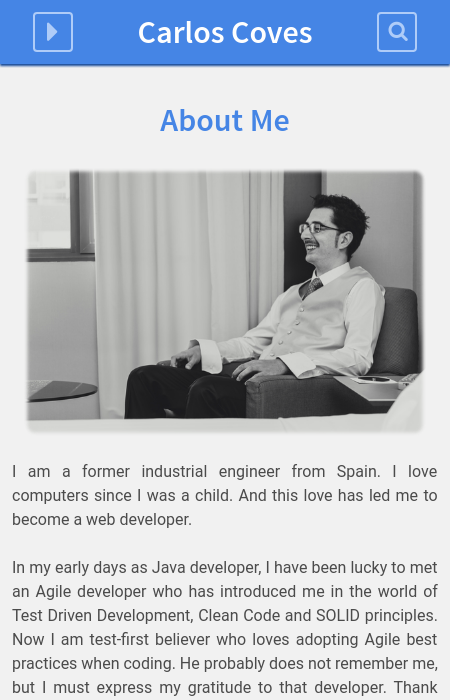 Carlos Coves
About Me
I am a former industrial engineer from Spain. I love
computers since I was a child. And this love has led me to
become a web developer.
In my early days as Java developer, I have been lucky to met
an Agile developer who has introduced me in the world of
Test Driven Development, Clean Code and SOLID principles.
Now I am test-first believer who loves adopting Agile best
practices when coding. He probably does not remember me,
but I must express my gratitude to that developer. Thank